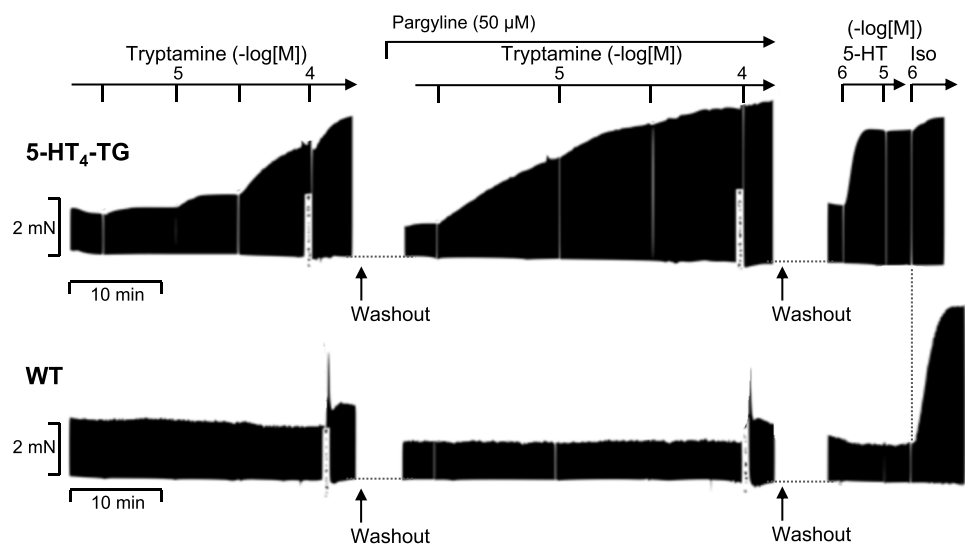 Pargyline (50 µM)
(-log[M])
Tryptamine (-log[M])
Tryptamine (-log[M])
5-HT Iso
5 4
5 4
6 5 6
5-HT4-TG
2 mN
10 min
Washout
Washout
WT
2 mN
10 min
Washout
Washout